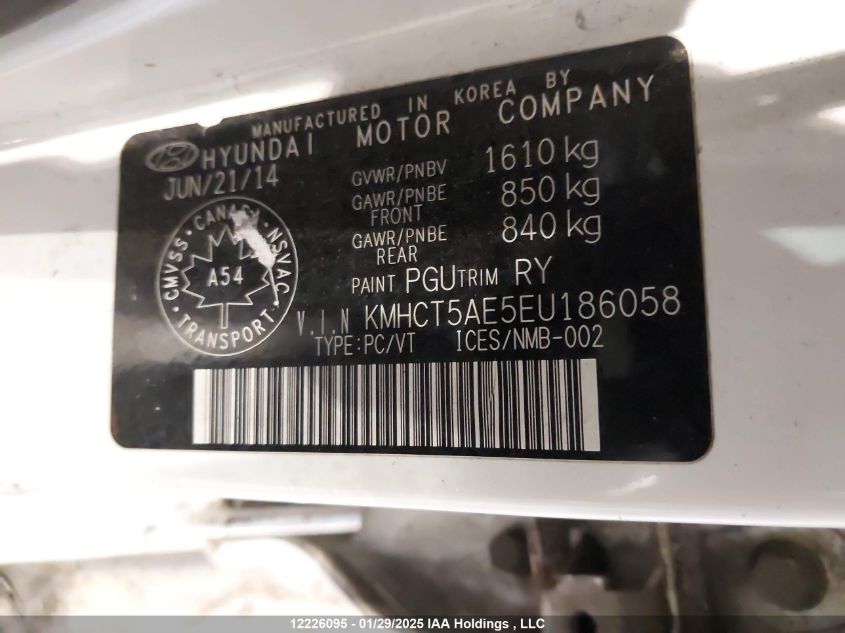 MANUFACTURED IN KOREA BY
HYUNDAI MOTOR COMPANY
JUN/21/14
GVWR/PNBV 1610 kg
GAWR/PNBE FRONT 850 kg
GAWR/PNBE REAR 840 kg
CANADA
CMVSS NSVAC
A54
TRANSPORT
PAINT PGU TRIM RY
V.I.N KMHCT5AE5EU186058
TYPE:PC/VT ICES/NMB-002
12226095 - 01/29/2025 IAA Holdings , LLC